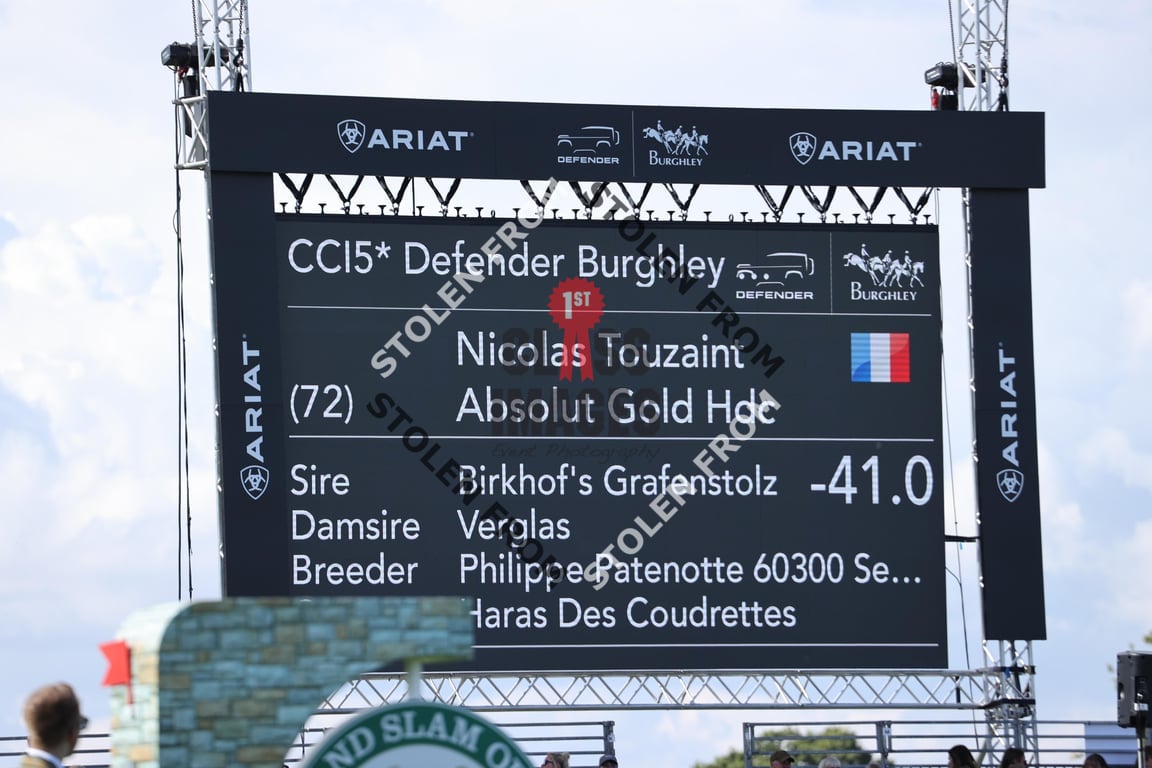 ARIAT
DEFENDER
BURGHLEY
ARIAT
CCI5* Defender Burghley
DEFENDER
BURGHLEY
Nicolas Touzaint
(72) Absolut Gold Hdc
Sire Birkhof's Grafenstolz -41.0
Damsire Verglas
Breeder Philippe Patenotte 60300 Se...
Haras Des Coudrettes
ARIAT
ARIAT
ND SLAM O
STOLEN FROM
STOLEN FROM
STOLEN FROM
STOLEN FROM
1ST
CLASS
IMAGES
Event Photography